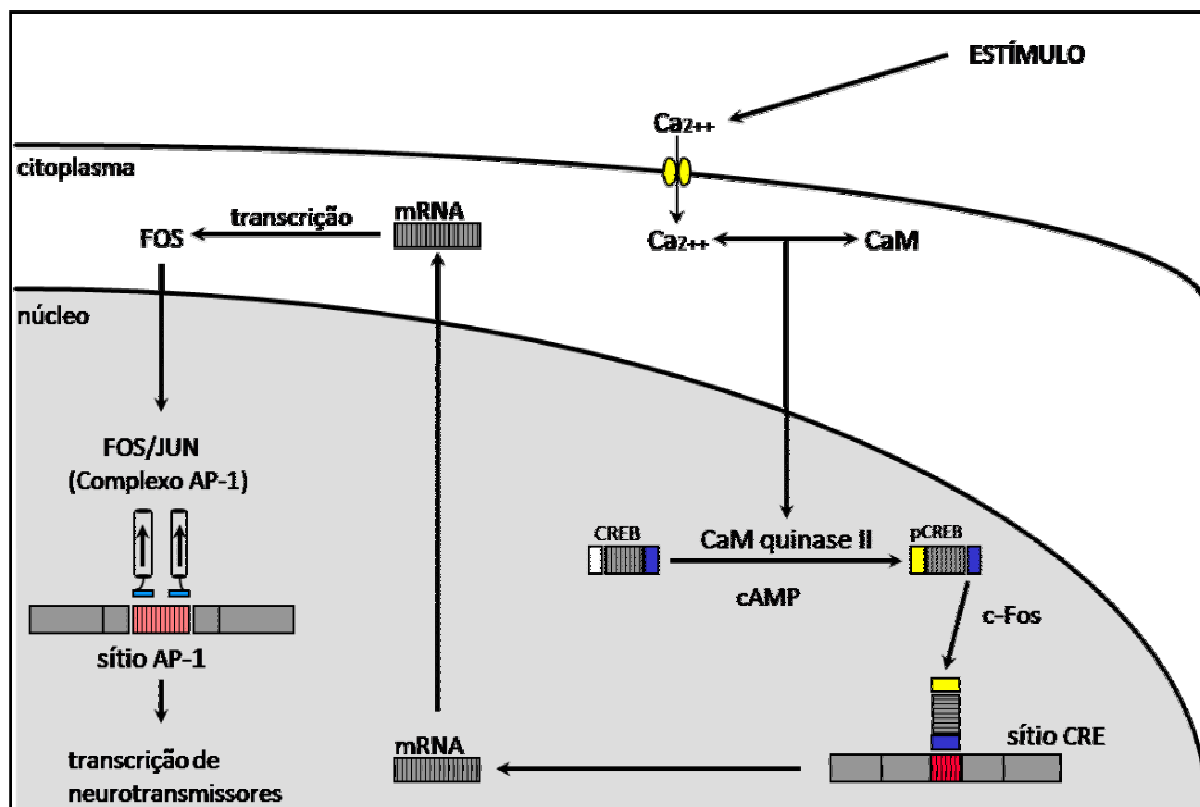 ESTÍMULO
Ca2++
citoplasma
transcrição
mRNA
FOS
Ca2++
CaM
núcleo
FOS/JUN
(Complexo AP-1)
CREB
CaM quinase II
pCREB
cAMP
c-Fos
sítio AP-1
sítio CRE
mRNA
transcrição de
neurotransmissores